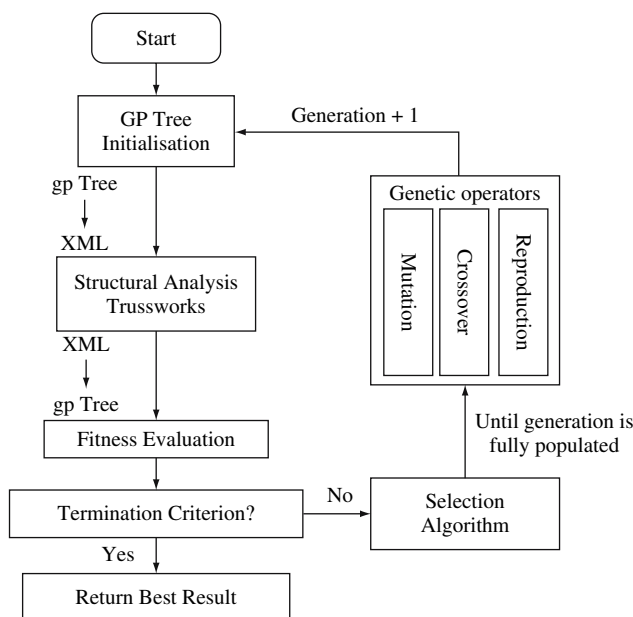 Start
GP Tree
Initialisation
Generation + 1
gp Tree
XML
Structural Analysis
Trussworks
XML
gp Tree
Fitness Evaluation
Termination Criterion?
No
Yes
Return Best Result
Selection
Algorithm
Until generation is
fully populated
Genetic operators
Mutation
Crossover
Reproduction